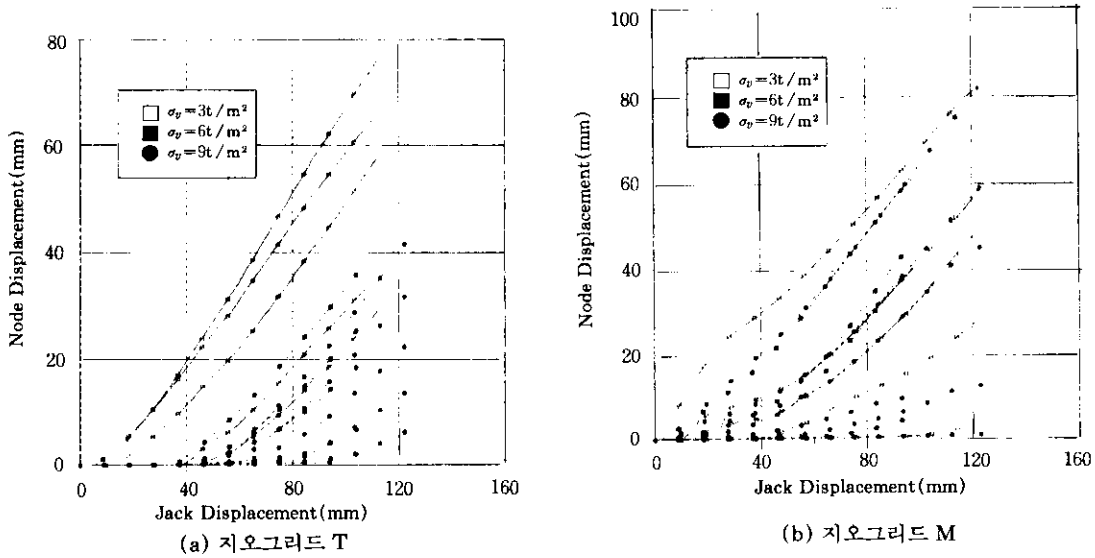 80
60
40
20
0
Node Displacement(mm)
□ σv=3t/m²
■ σv=6t/m²
● σv=9t/m²
0 40 80 120 160
Jack Displacement(mm)
(a) 지오그리드 T
100
80
60
40
20
0
Node Displacement(mm)
□ σv=3t/m²
■ σv=6t/m²
● σv=9t/m²
0 40 80 120 160
Jack Displacement(mm)
(b) 지오그리드 M